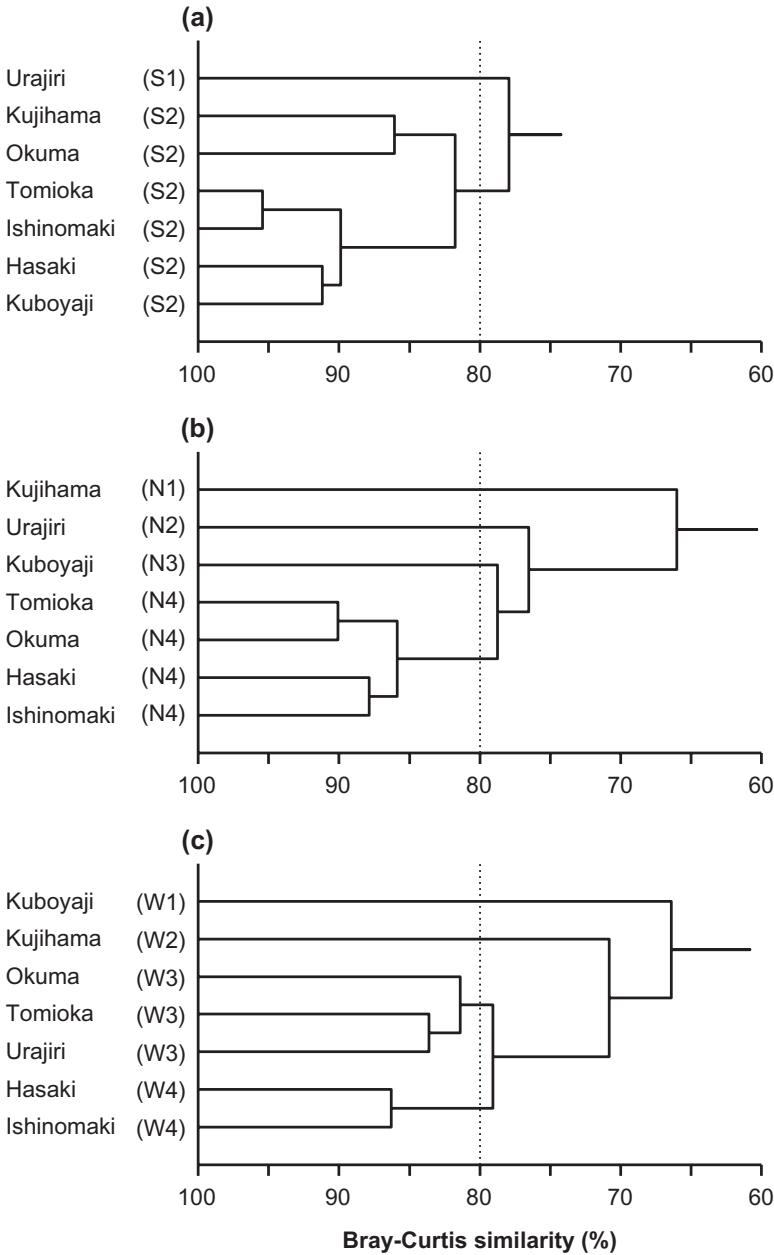 (a)
Urajiri (S1)
Kujihama (S2)
Okuma (S2)
Tomioka (S2)
Ishinomaki (S2)
Hasaki (S2)
Kuboyaji (S2)
100 90 80 70 60
(b)
Kujihama (N1)
Urajiri (N2)
Kuboyaji (N3)
Tomioka (N4)
Okuma (N4)
Hasaki (N4)
Ishinomaki (N4)
100 90 80 70 60
(c)
Kuboyaji (W1)
Kujihama (W2)
Okuma (W3)
Tomioka (W3)
Urajiri (W3)
Hasaki (W4)
Ishinomaki (W4)
100 90 80 70 60
Bray-Curtis similarity (%)